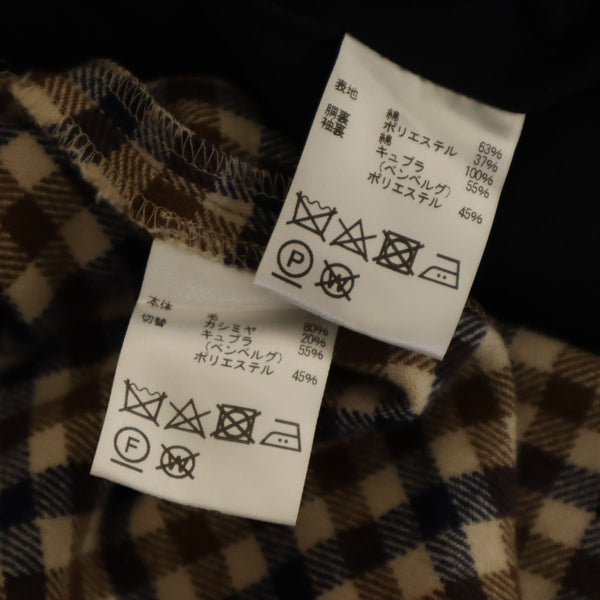 表地 綿 63%
ポリエステル 37%
胴裏 綿 100%
袖裏 キュプラ 55%
(ベンベルグ)
ポリエステル 45%
P W
本体 毛 80%
カシミヤ 20%
切替 キュプラ 55%
(ベンベルグ)
ポリエステル 45%
F W